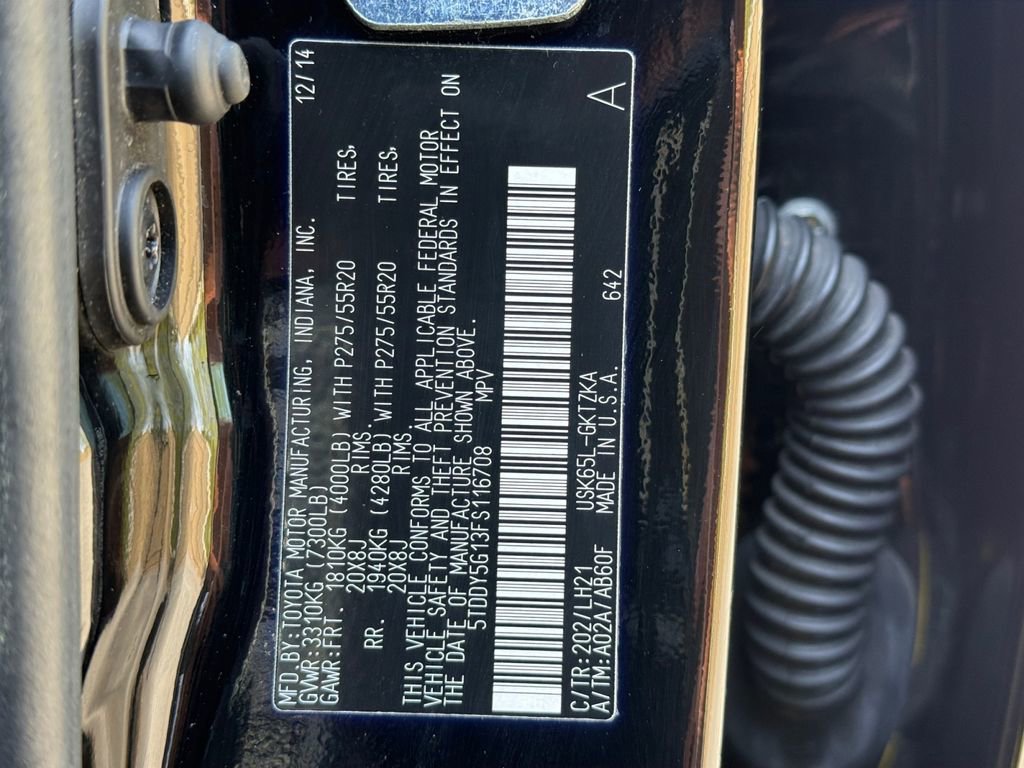 MFD.BY:TOYOTA MOTOR MANUFACTURING, INDIANA, INC. 12/14
GVWR:3310KG (7300LB)
GAWR:FRT. 1810KG (4000LB) WITH P275/55R20 TIRES,
20X8J RIMS.
RR. 1940KG (4280LB) WITH P275/55R20 TIRES,
20X8J RIMS
THIS VEHICLE CONFORMS TO ALL APPLICABLE FEDERAL MOTOR
VEHICLE SAFETY AND THEFT PREVENTION STANDARDS IN EFFECT ON
THE DATE OF MANUFACTURE SHOWN ABOVE.
5TDDY5G13FS116708 MPV
C/TR:202/LH21 USK65L-GKTZKA 642 A
A/TM:A02A/AB60F MADE IN U.S.A.